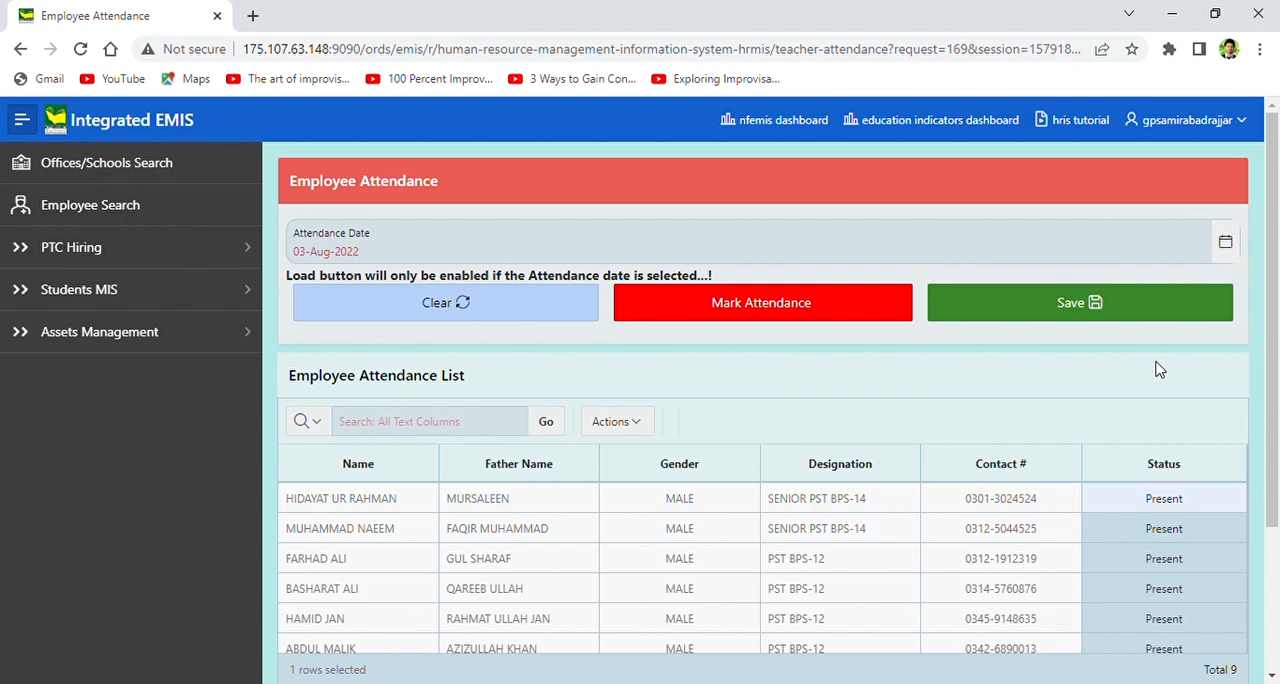 Employee Attendance
Not secure 175.107.63.148:9090/ords/emis/r/human-resource-management-information-system-hrmis/teacher-attendance?request=169&session=157918...
Gmail YouTube Maps The art of improvis... 100 Percent Improv... 3 Ways to Gain Con... Exploring Improvisa...
Integrated EMIS nfemis dashboard education indicators dashboard hris tutorial gpsamirabadrajjar
Offices/Schools Search
Employee Search
PTC Hiring
Students MIS
Assets Management
Employee Attendance
Attendance Date
03-Aug-2022
Load button will only be enabled if the Attendance date is selected...!
Clear Mark Attendance Save
Employee Attendance List
Search: All Text Columns Go Actions
Name Father Name Gender Designation Contact # Status
HIDAYAT UR RAHMAN MURSALEEN MALE SENIOR PST BPS-14 0301-3024524 Present
MUHAMMAD NAEEM FAQIR MUHAMMAD MALE SENIOR PST BPS-14 0312-5044525 Present
FARHAD ALI GUL SHARAF MALE PST BPS-12 0312-1912319 Present
BASHARAT ALI QAREEB ULLAH MALE PST BPS-12 0314-5760876 Present
HAMID JAN RAHMAT ULLAH JAN MALE PST BPS-12 0345-9148635 Present
ABDUL MALIK AZIZULLAH KHAN MALE PST BPS-12 0342-6890013 Present
1 rows selected Total 9